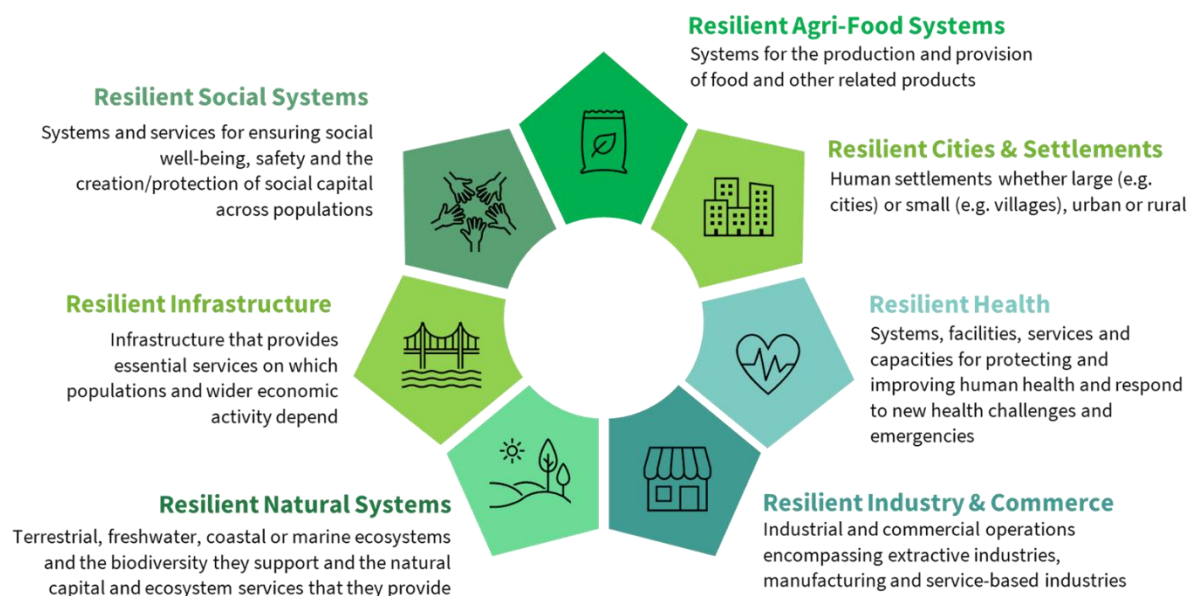 Resilient Agri-Food Systems
Systems for the production and provision
of food and other related products
Resilient Cities & Settlements
Human settlements whether large (e.g.
cities) or small (e.g. villages), urban or rural
Resilient Health
Systems, facilities, services and
capacities for protecting and
improving human health and respond
to new health challenges and
emergencies
Resilient Industry & Commerce
Industrial and commercial operations
encompassing extractive industries,
manufacturing and service-based industries
Resilient Natural Systems
Terrestrial, freshwater, coastal or marine ecosystems
and the biodiversity they support and the natural
capital and ecosystem services that they provide
Resilient Infrastructure
Infrastructure that provides
essential services on which
populations and wider economic
activity depend
Resilient Social Systems
Systems and services for ensuring social
well-being, safety and the
creation/protection of social capital
across populations